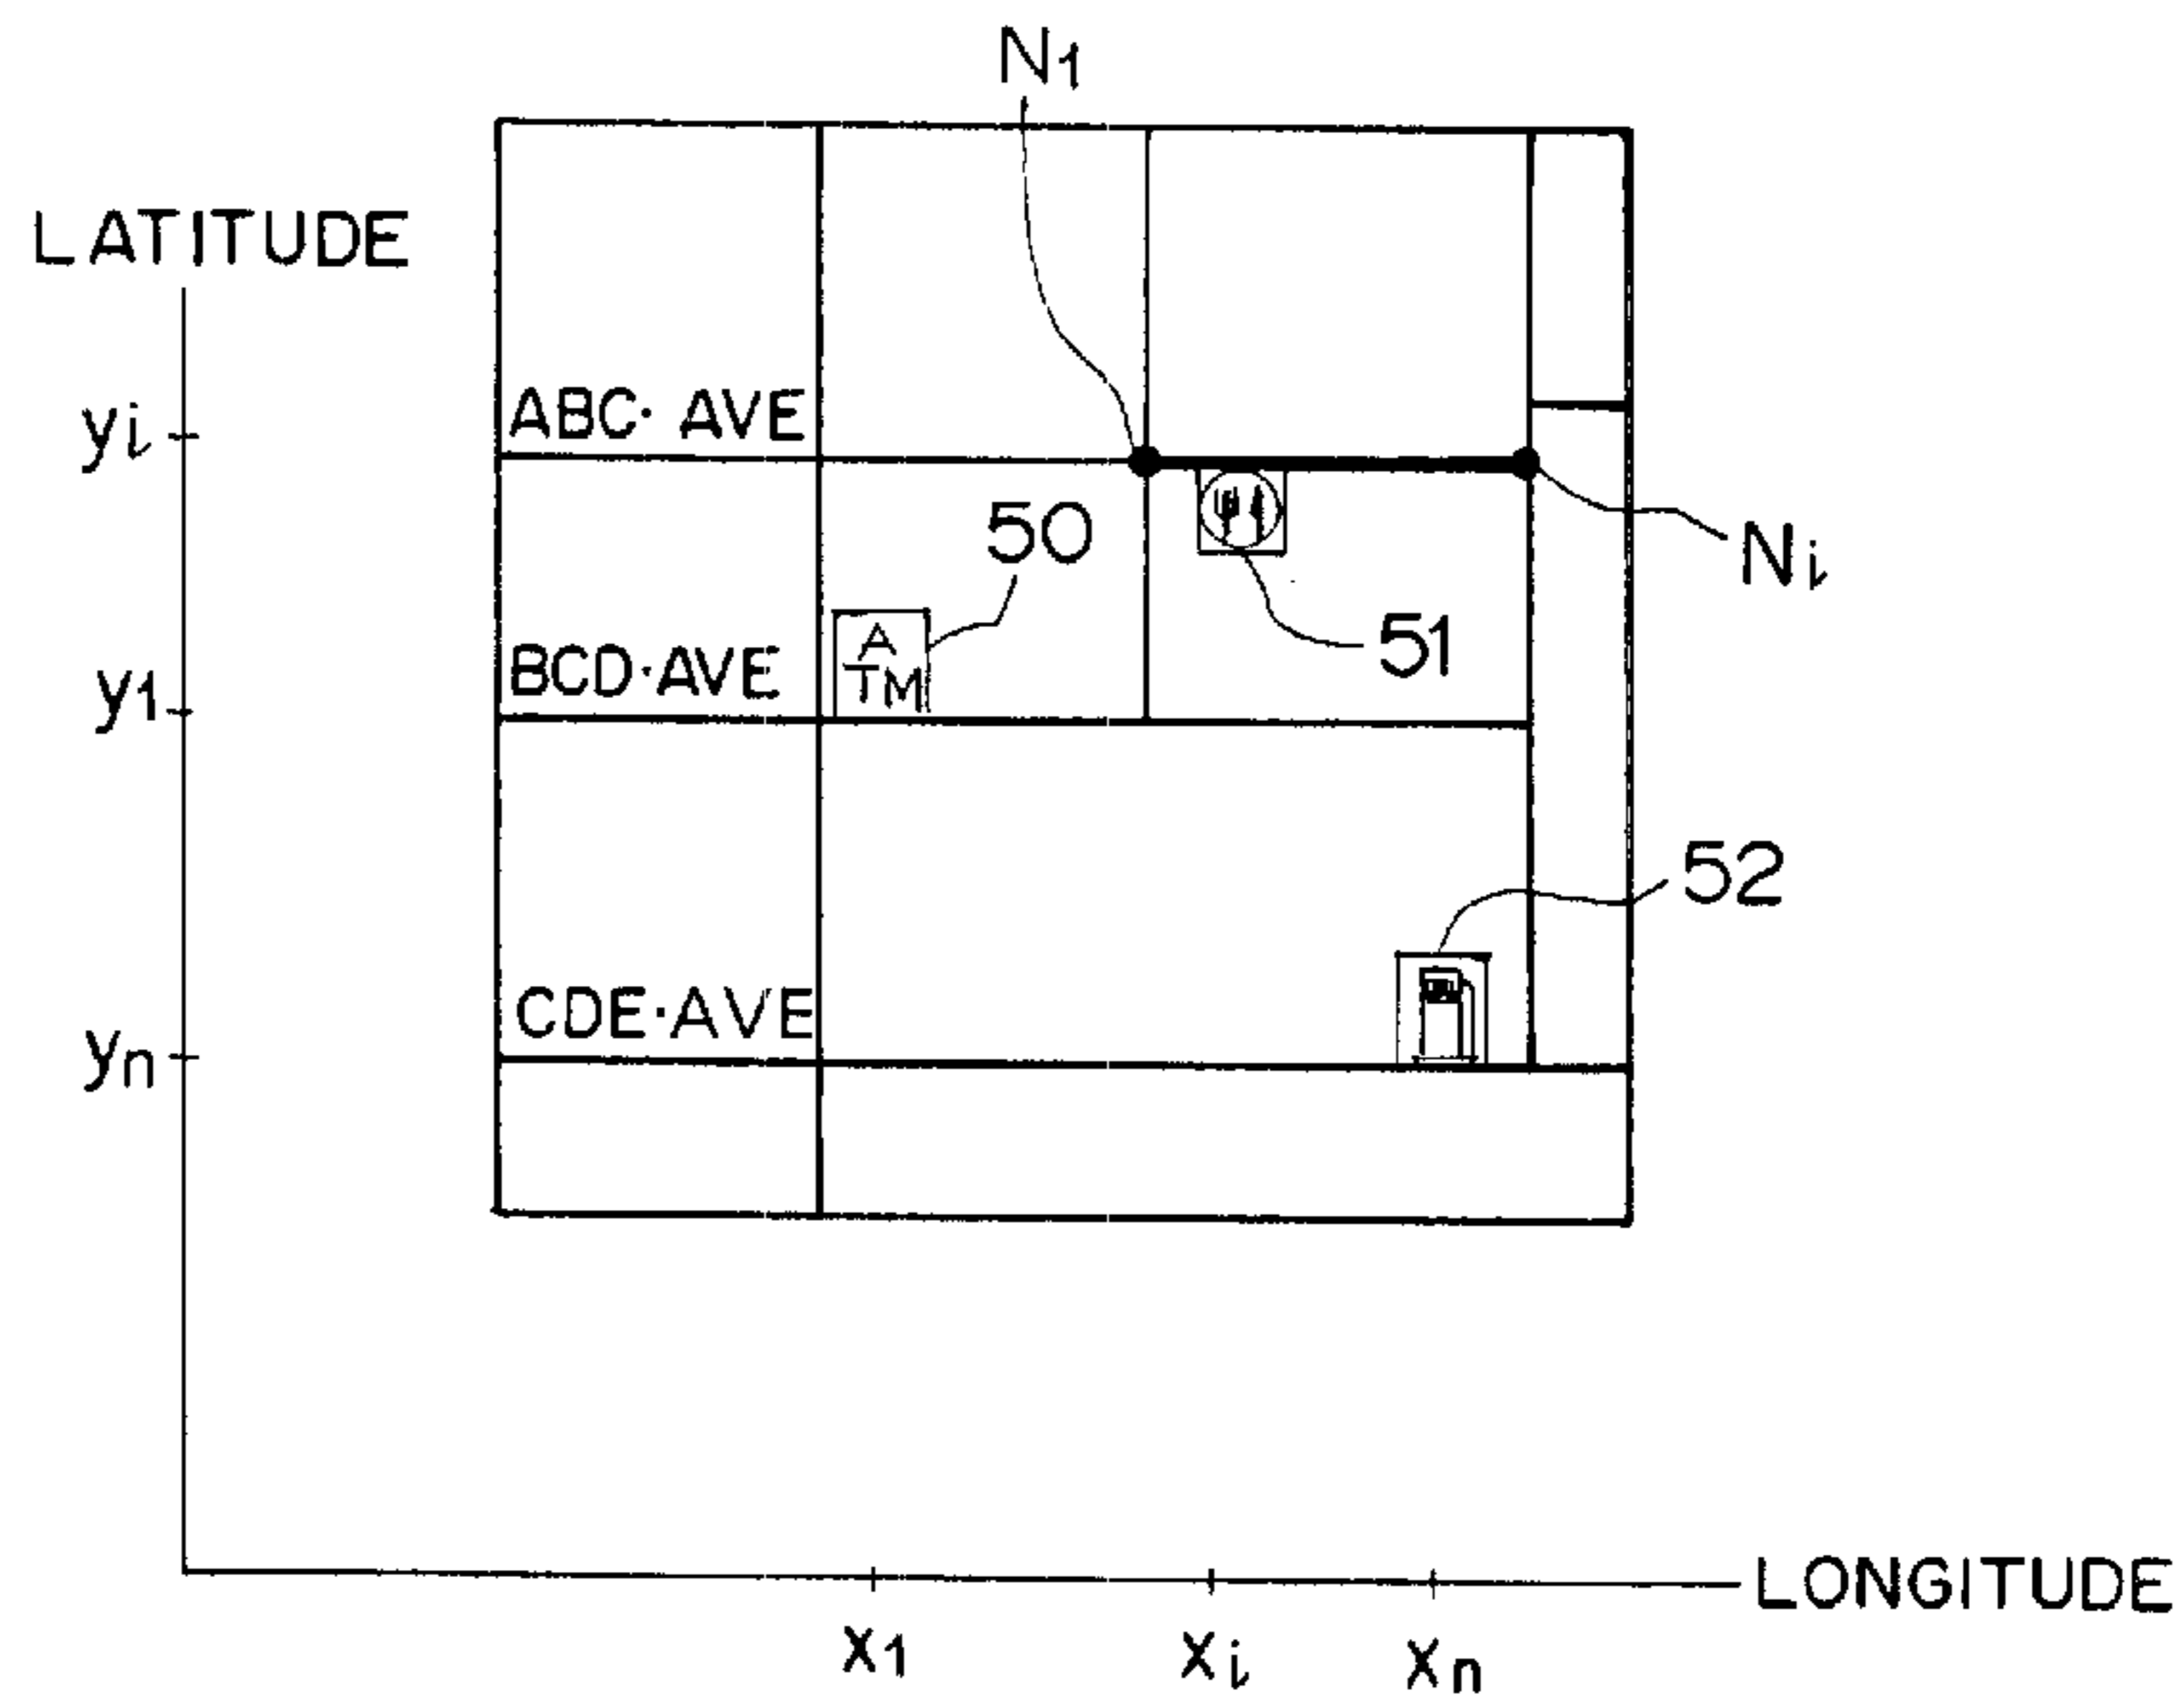 N1
LATITUDE
yi
ABC· AVE
50
Ni
A
TM
51
y1
BCD·AVE
52
yn
CDE·AVE
LONGITUDE
x1
xi
xn